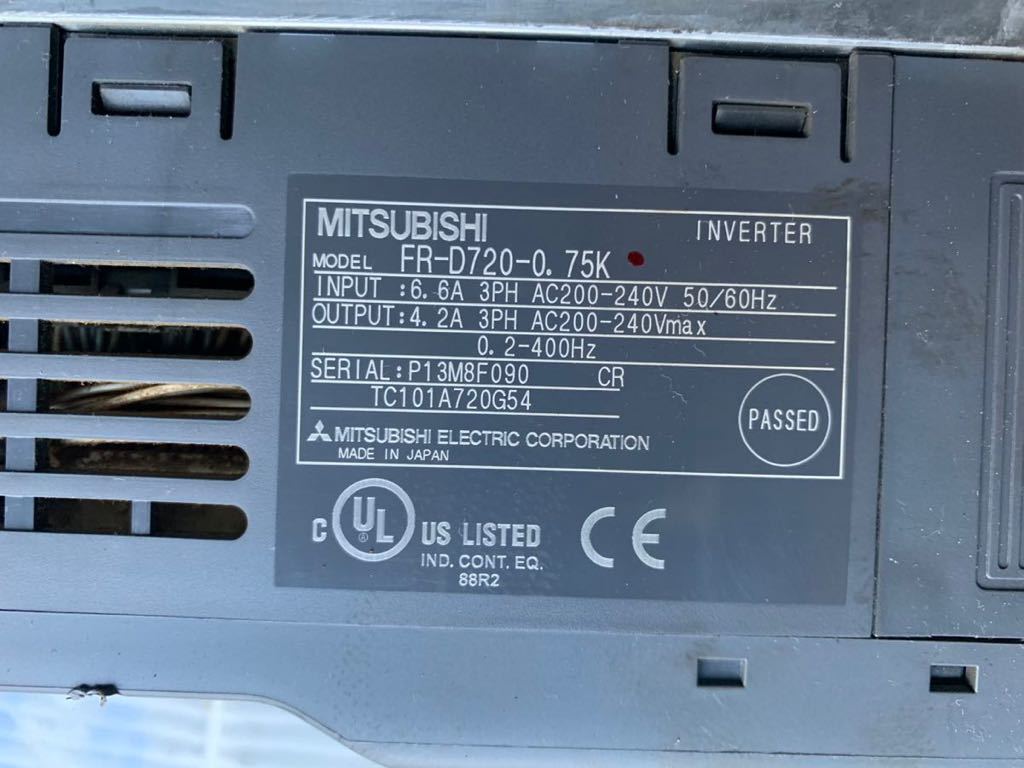 MITSUBISHI INVERTER
MODEL FR-D720-0.75K
INPUT :6.6A 3PH AC200-240V 50/60Hz
OUTPUT:4.2A 3PH AC200-240Vmax
0.2-400Hz
SERIAL:P13M8F090 CR
TC101A720G54
PASSED
MITSUBISHI ELECTRIC CORPORATION
MADE IN JAPAN
C UL US LISTED CE
IND. CONT. EQ.
88R2